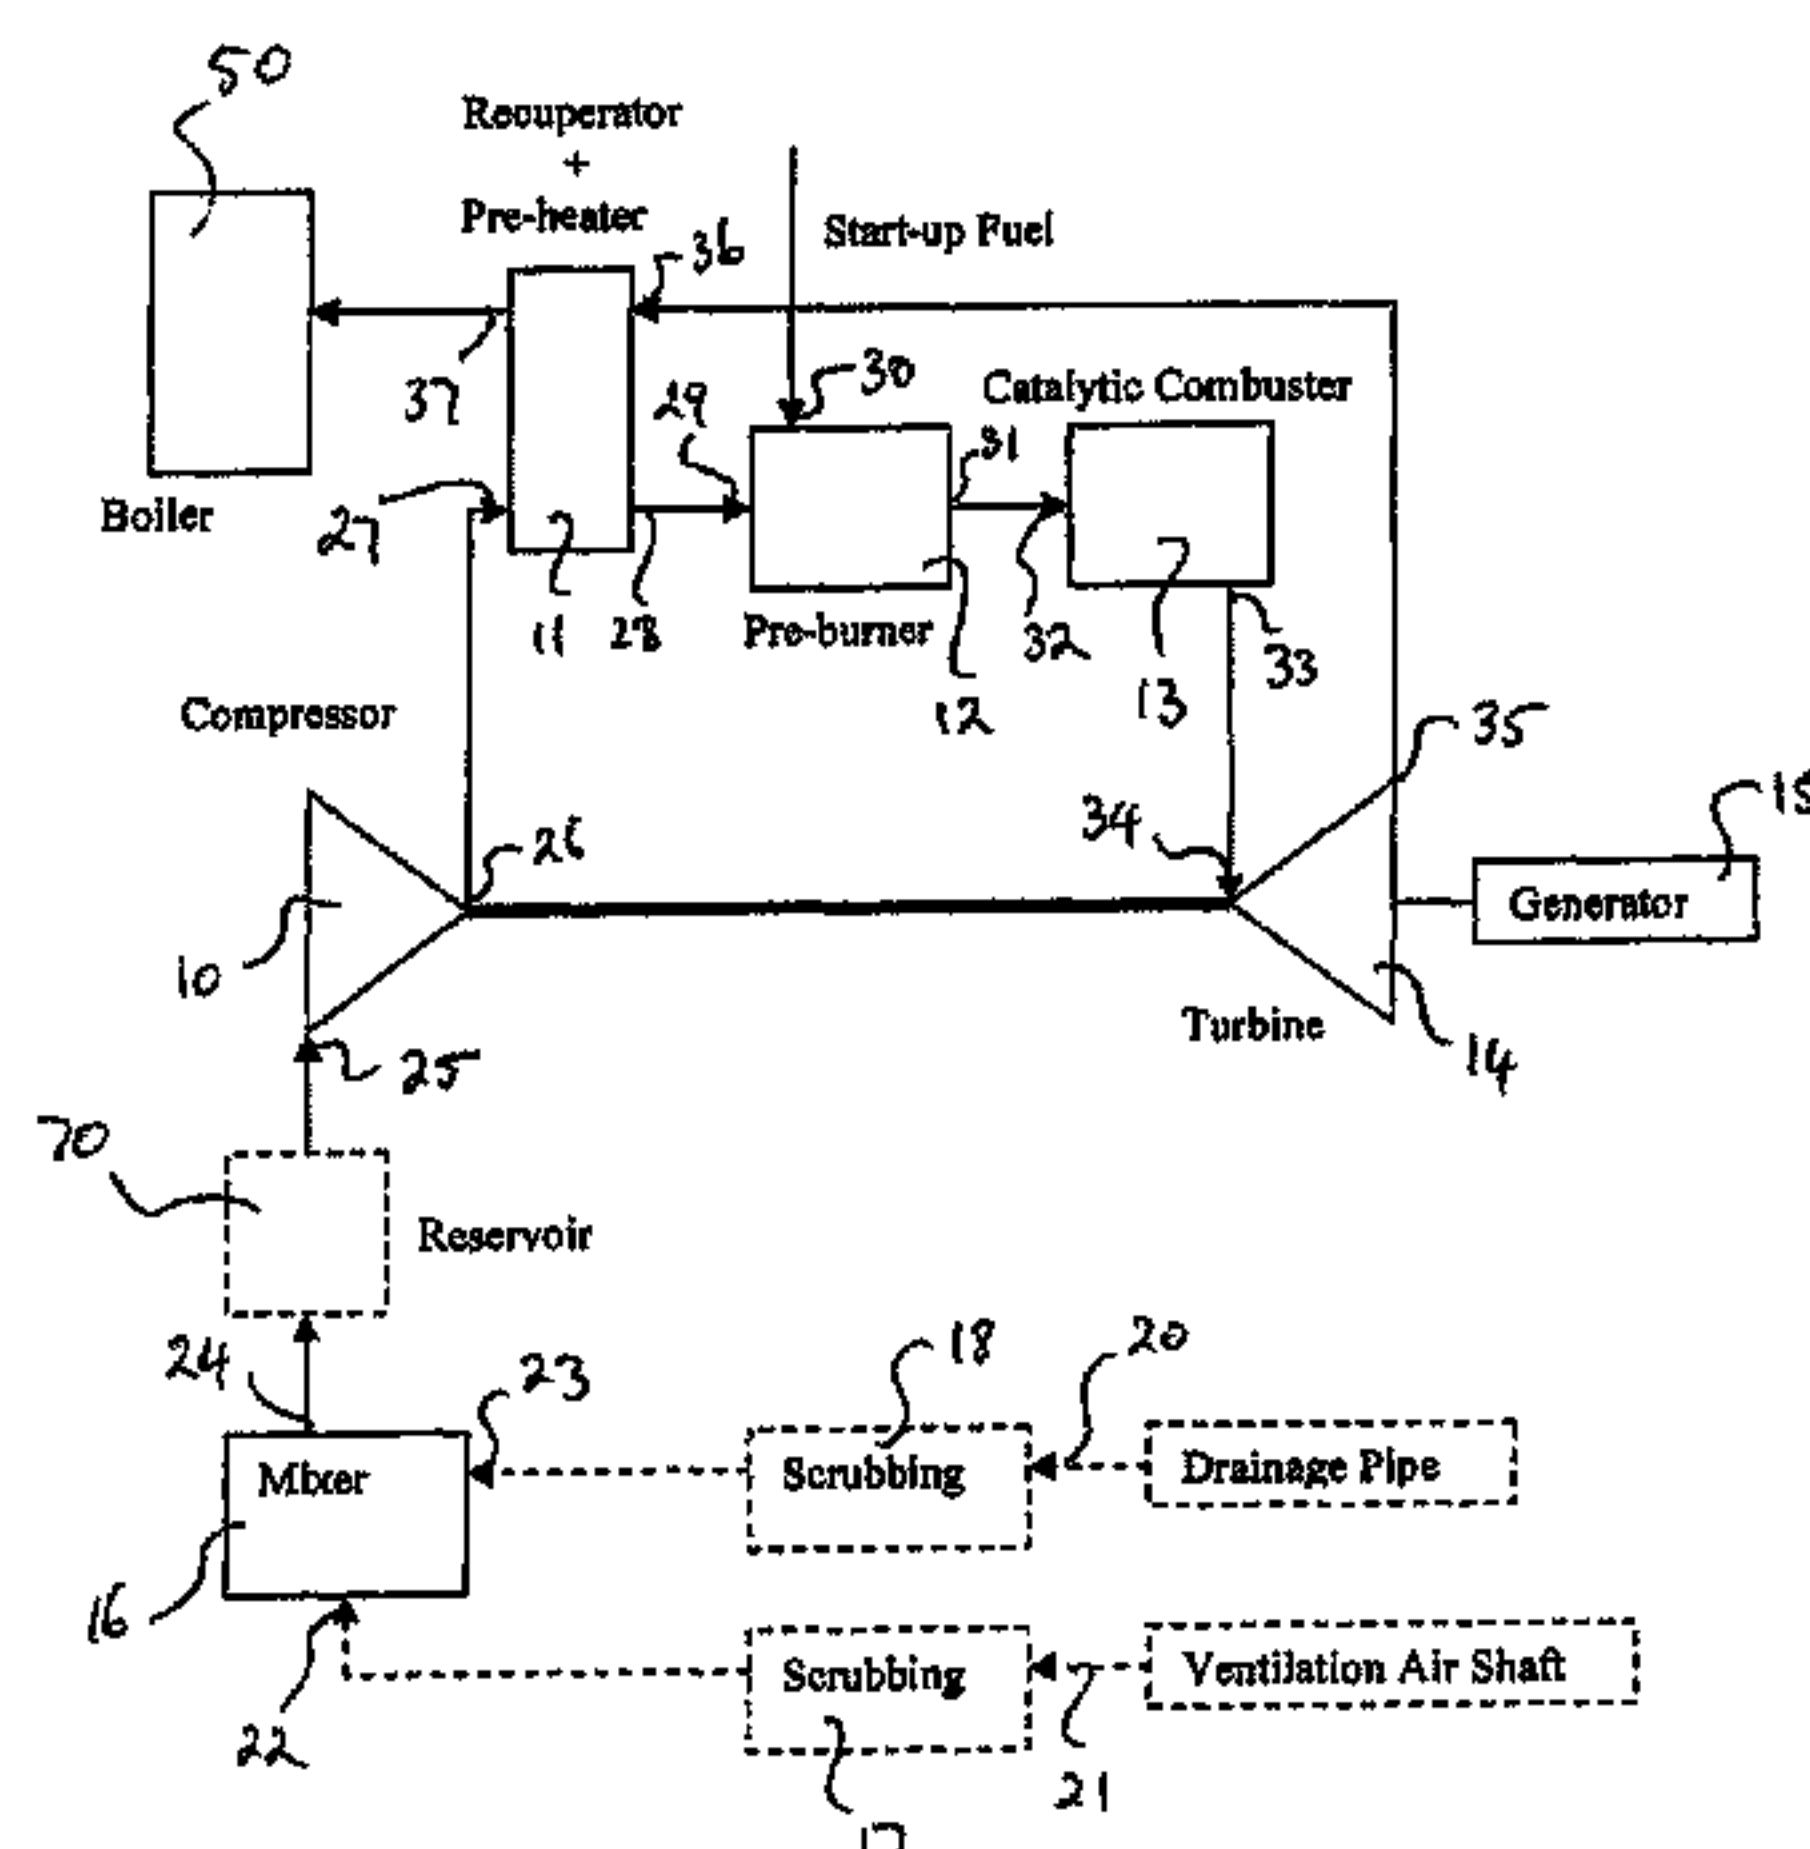 50
Recuperator
+
Pre-heater
36
Start-up Fuel
37
29
30
Catalytic Combuster
31
Boiler
27
11
28
Pre-burner
32
33
12
13
Compressor
35
34
26
15
Generator
10
25
Turbine
14
70
Reservoir
24
23
18
20
Mixer
Scrubbing
Drainage Pipe
16
22
Scrubbing
Ventilation Air Shaft
21
17